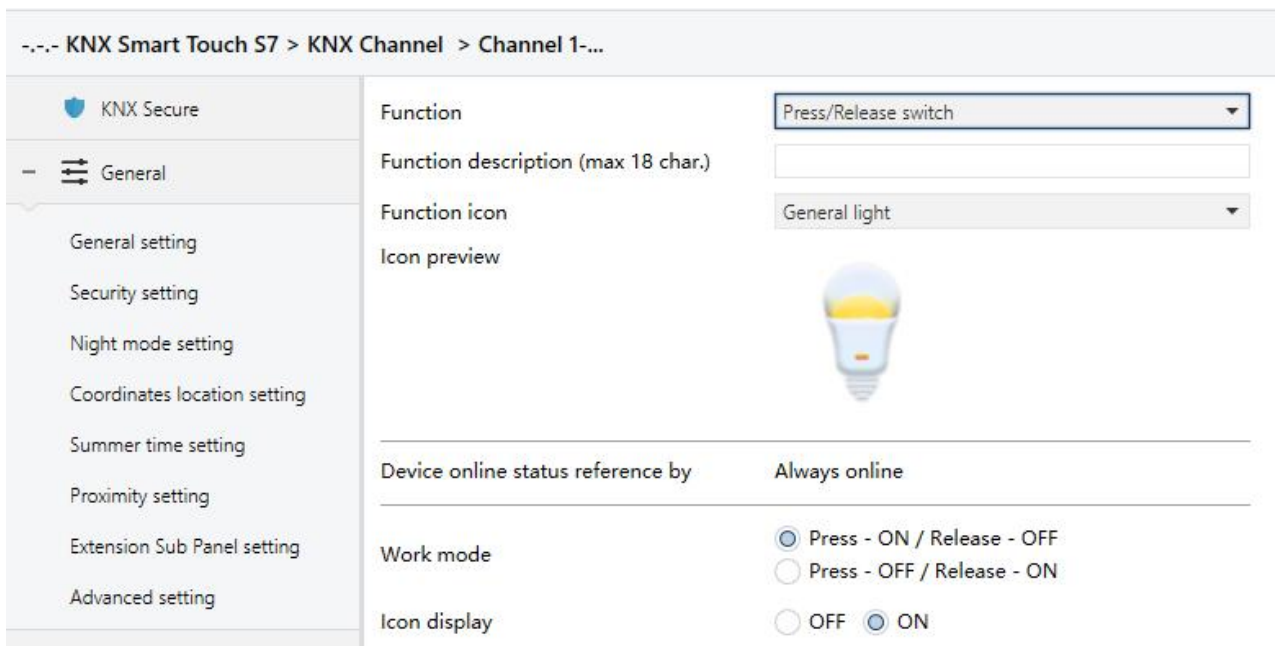 -.-.- KNX Smart Touch S7 > KNX Channel > Channel 1-...
KNX Secure
General
General setting
Security setting
Night mode setting
Coordinates location setting
Summer time setting
Proximity setting
Extension Sub Panel setting
Advanced setting
Function
Press/Release switch
Function description (max 18 char.)
Function icon
General light
Icon preview
Device online status reference by
Always online
Work mode
Press - ON / Release - OFF
Press - OFF / Release - ON
Icon display
OFF ON